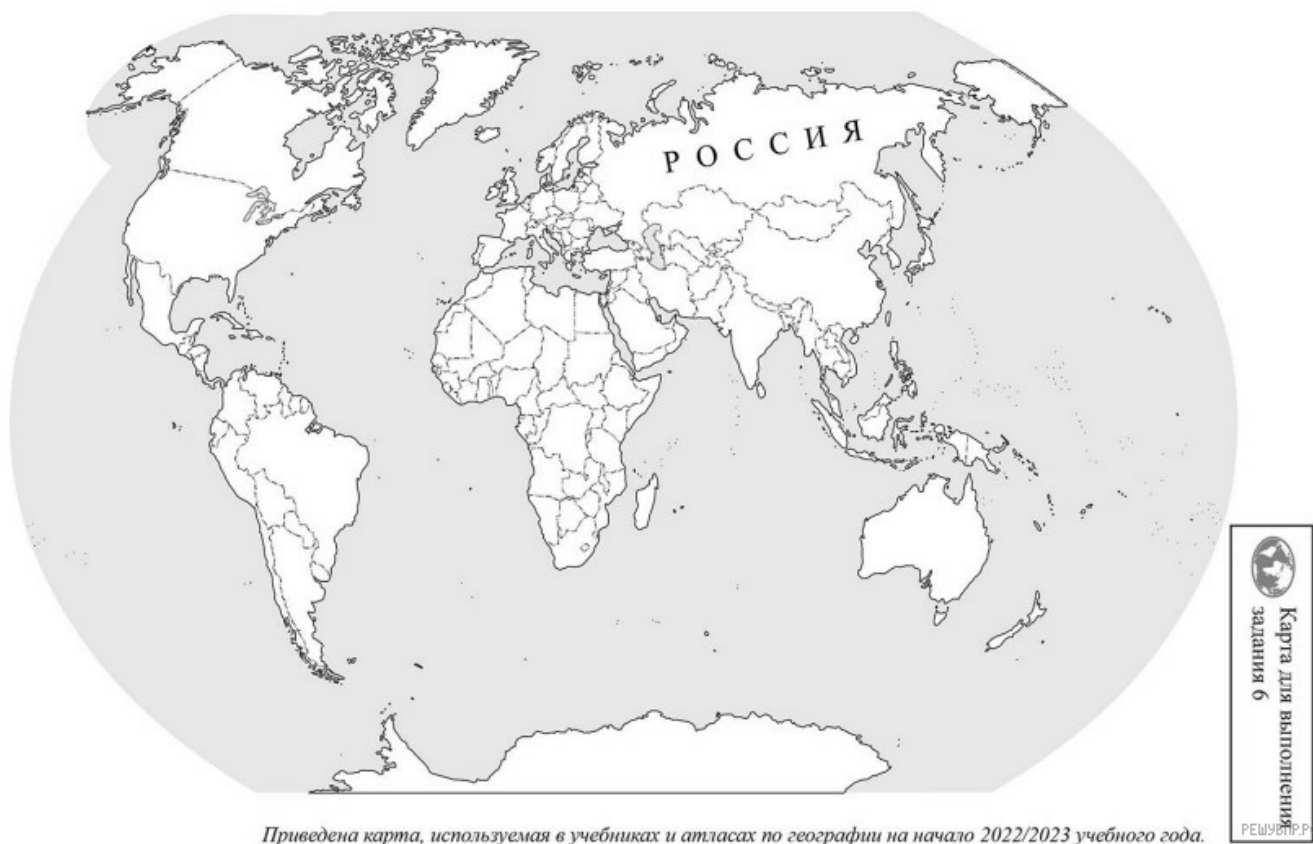 РОССИЯ
Карта для выполнения
задания 6
Приведена карта, используемая в учебниках и атласах по географии на начало 2022/2023 учебного года.
РЕШУВПР.Р